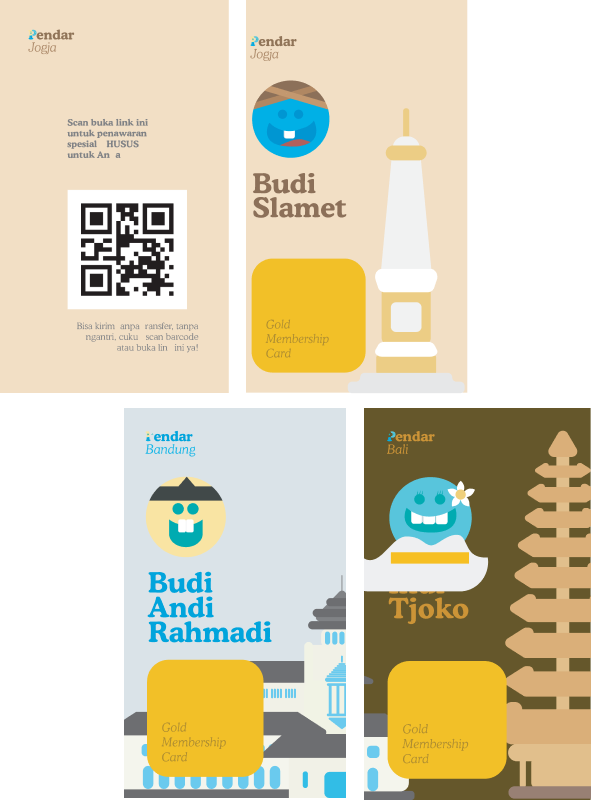 Pendar
Jogja
Scan buka link ini
untuk penawaran
spesial HUSUS
untuk An a
Bisa kirim anpa ransfer, tanpa
ngantri, cuku scan barcode
atau buka lin ini ya!
Pendar
Jogja
Budi
Slamet
Gold
Membership
Card
Pendar
Bandung
Budi
Andi
Rahmadi
Gold
Membership
Card
Pendar
Bali
Tjoko
Gold
Membership
Card